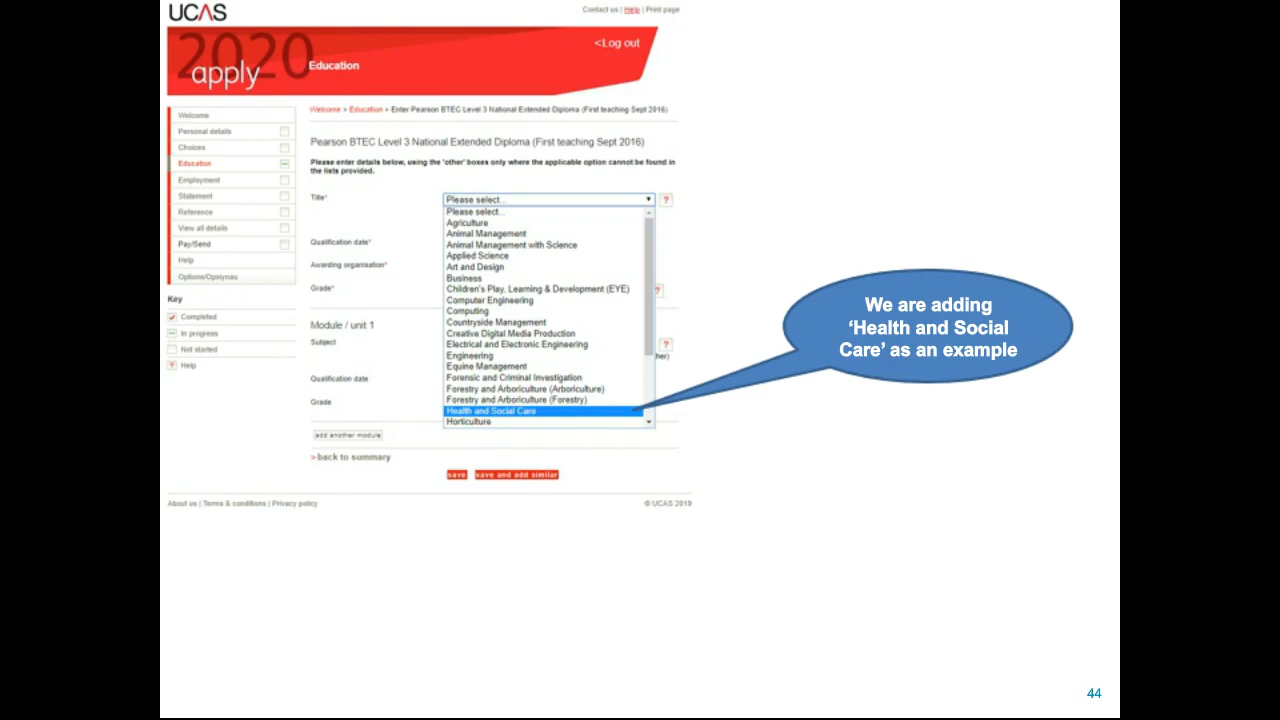 UCAS
Contact us | Help | Print page
2020
apply
Education
<Log out
Welcome
Personal details
Choices
Education
Employment
Statement
Reference
View all details
Pay/Send
Help
Options/Opsiynau
Key
Completed
In progress
Not started
? Help
Welcome > Education > Enter Pearson BTEC Level 3 National Extended Diploma (First teaching Sept 2016)
Pearson BTEC Level 3 National Extended Diploma (First teaching Sept 2016)
Please enter details below, using the 'other' boxes only where the applicable option cannot be found in
the lists provided.
Title*
Please select...
?
Please select...
Agriculture
Animal Management
Animal Management with Science
Applied Science
Art and Design
Business
Children's Play, Learning & Development (EYE)
Computer Engineering
Computing
Countryside Management
Creative Digital Media Production
Electrical and Electronic Engineering
Engineering
Equine Management
Forensic and Criminal Investigation
Forestry and Arboriculture (Arboriculture)
Forestry and Arboriculture (Forestry)
Health and Social Care
Horticulture
Qualification date*
Awarding organisation*
Grade*
?
Module / unit 1
Subject
?
her)
Qualification date
Grade
add another module
>back to summary
save
save and add similar
About us | Terms & conditions | Privacy policy
© UCAS 2019
We are adding
‘Health and Social
Care’ as an example
44